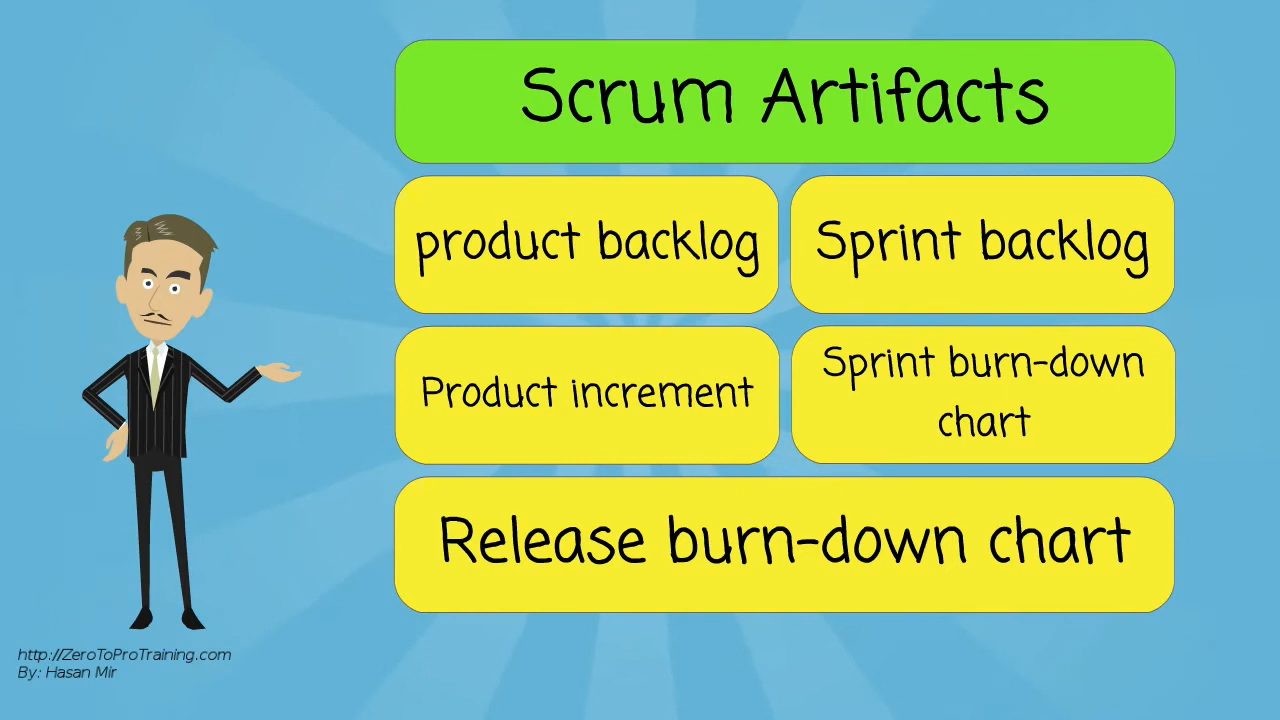 Scrum Artifacts
product backlog
Sprint backlog
Product increment
Sprint burn-down
chart
Release burn-down chart
http://ZeroToProTraining.com
By: Hasan Mir